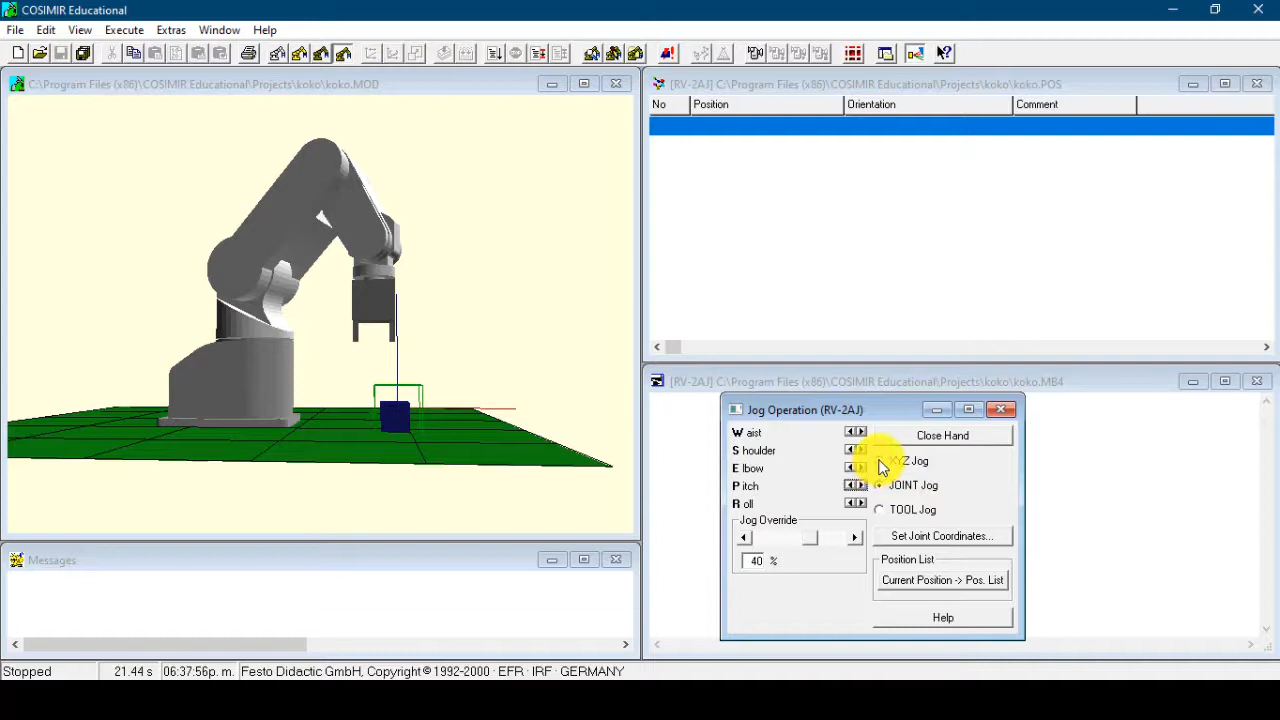 COSIMIR Educational
File Edit View Execute Extras Window Help
C:\Program Files (x86)\COSIMIR Educational\Projects\koko\koko.MOD
[RV-2AJ] C:\Program Files (x86)\COSIMIR Educational\Projects\koko\koko.POS
No Position Orientation Comment
[RV-2AJ] C:\Program Files (x86)\COSIMIR Educational\Projects\koko\koko.MB4
Jog Operation (RV-2AJ)
W aist
S houlder
E lbow
P itch
R oll
Jog Override
40 %
Close Hand
XYZ Jog
JOINT Jog
TOOL Jog
Set Joint Coordinates...
Position List
Current Position -> Pos. List
Help
Messages
Stopped 21.44 s 06:37:56p. m. Festo Didactic GmbH, Copyright © 1992-2000 · EFR · IRF · GERMANY